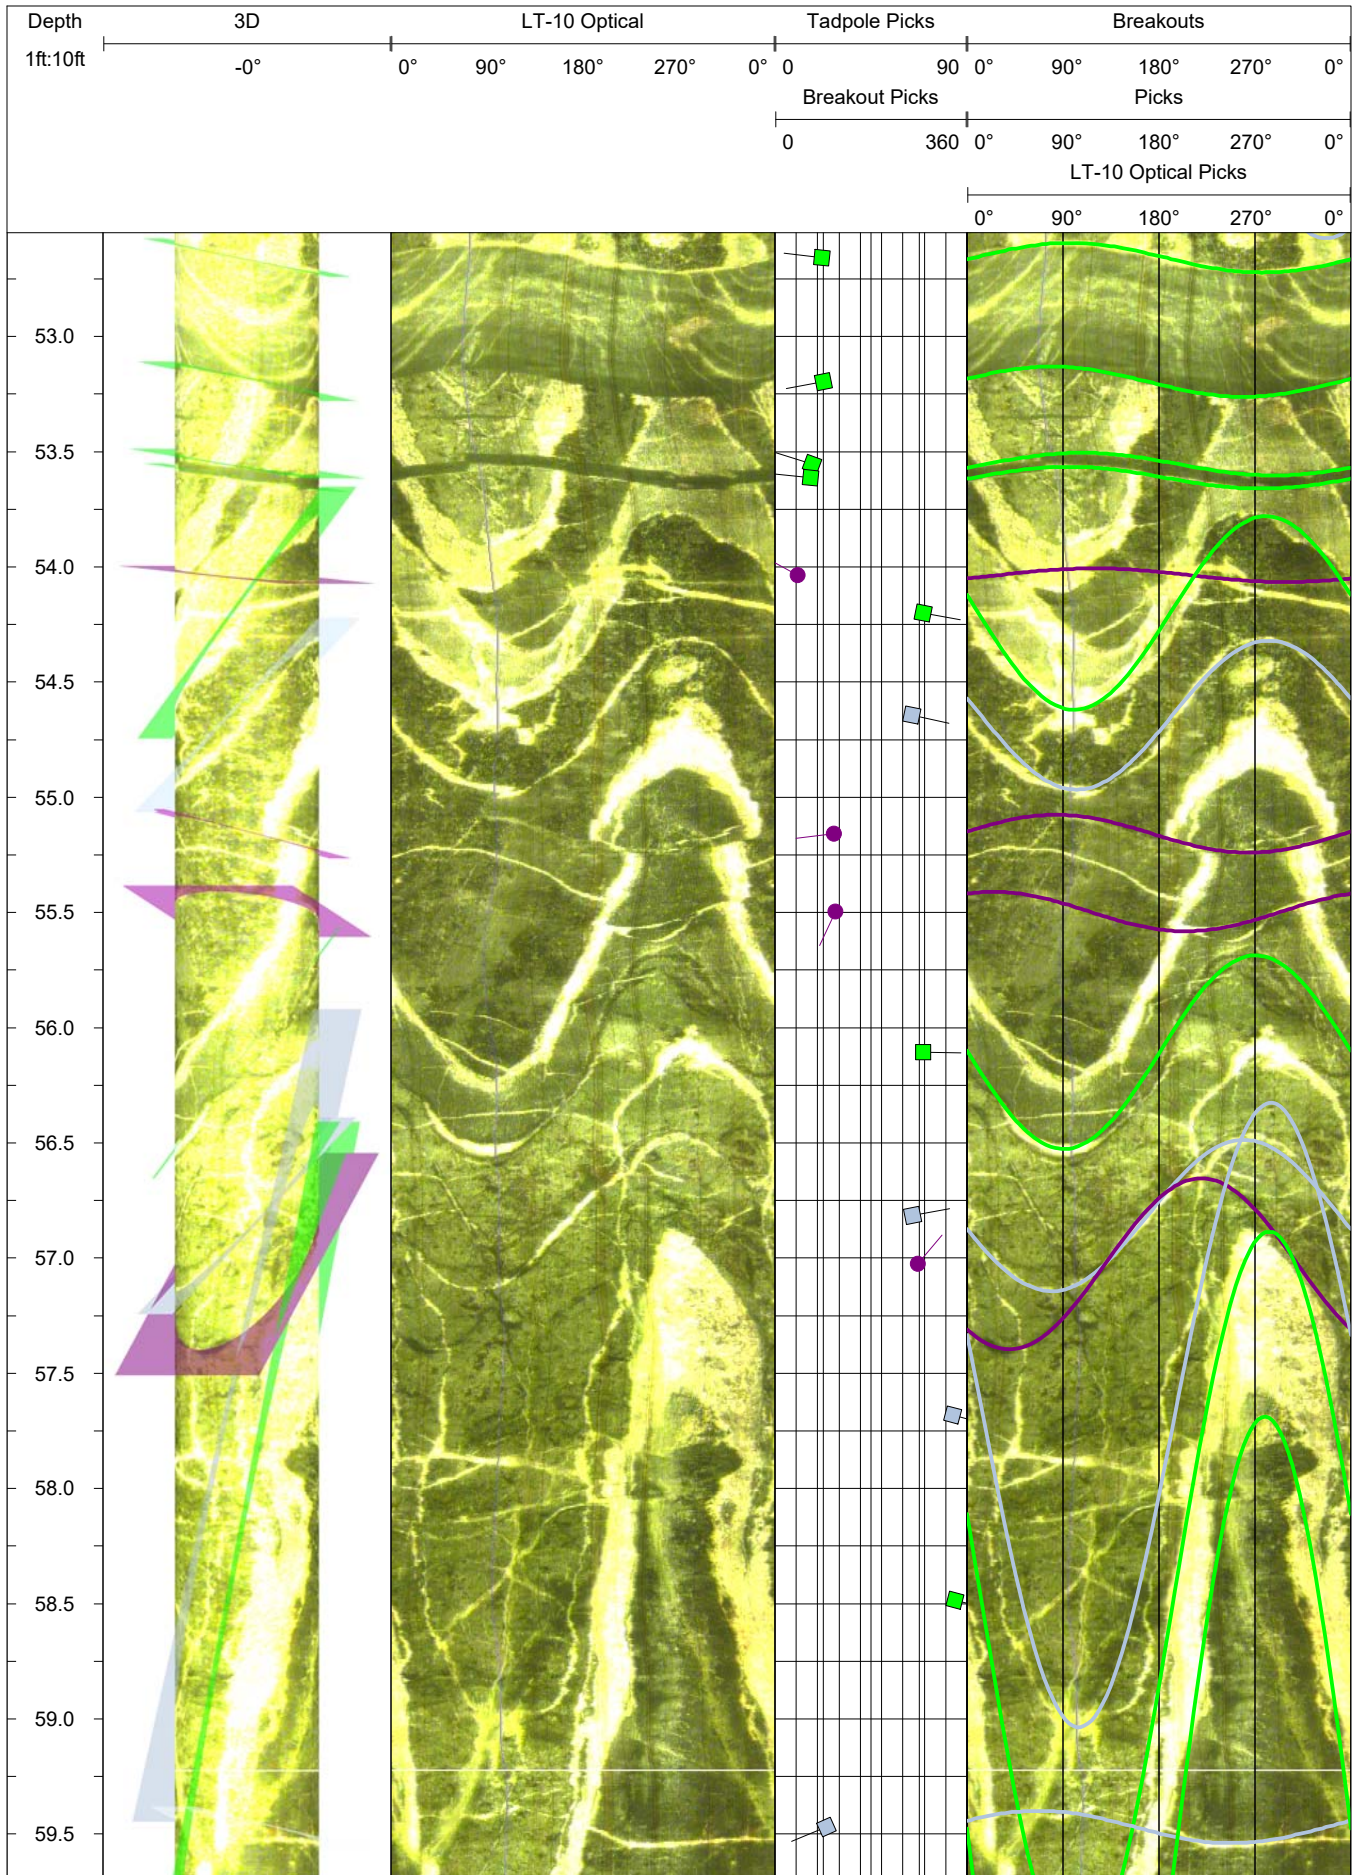 Depth 3D LT-10 Optical Tadpole Picks Breakouts
1ft:10ft -0° 0° 90° 180° 270° 0° 0 90 0° 90° 180° 270° 0°
Breakout Picks Picks
0 360 0° 90° 180° 270° 0°
LT-10 Optical Picks
0° 90° 180° 270° 0°
53.0
53.5
54.0
54.5
55.0
55.5
56.0
56.5
57.0
57.5
58.0
58.5
59.0
59.5